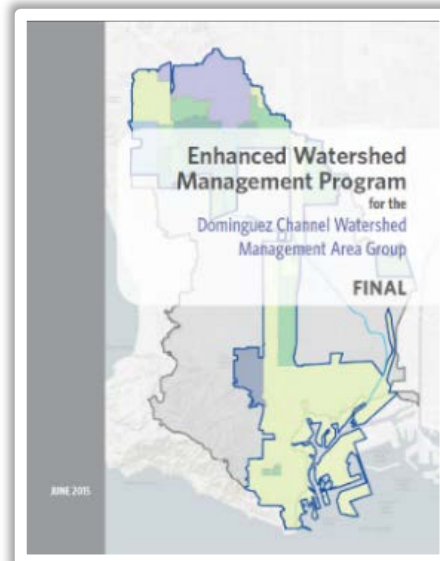 Enhanced Watershed
Management Program
for the
Dominguez Channel Watershed
Management Area Group
FINAL
JUNE 2015